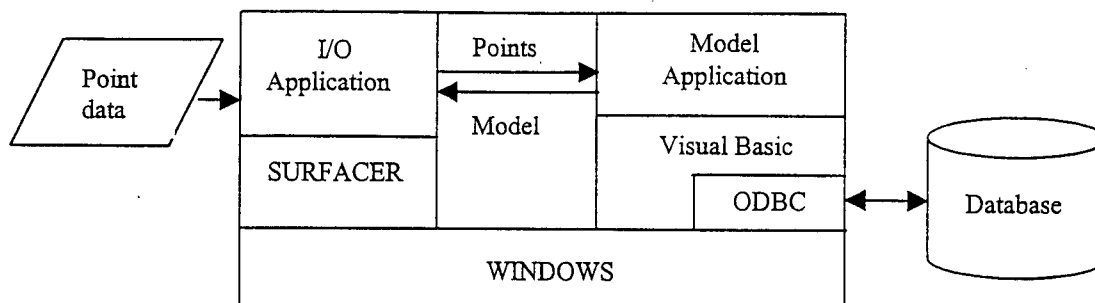 Point
data
I/O
Application
SURFACER
Points
Model
Model
Application
Visual Basic
ODBC
WINDOWS
Database